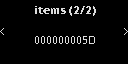 items (2/2)
< >
000000005D